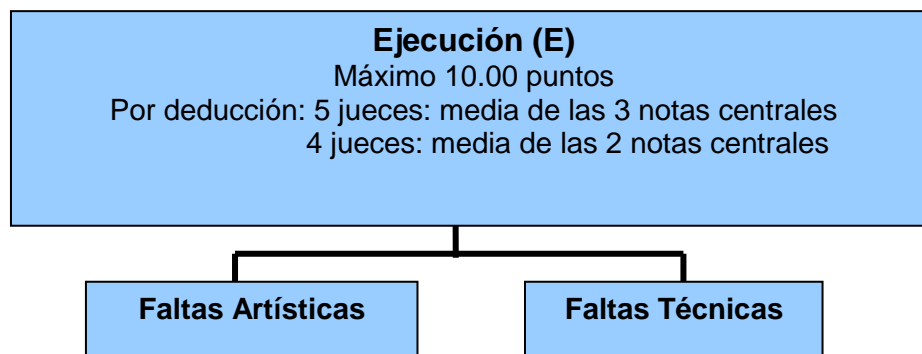 Ejecución (E)
Máximo 10.00 puntos
Por deducción: 5 jueces: media de las 3 notas centrales
4 jueces: media de las 2 notas centrales
Faltas Artísticas
Faltas Técnicas